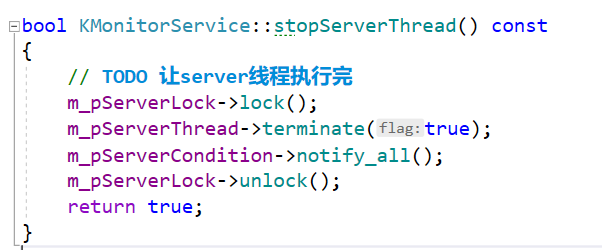 bool KMonitorService::stopServerThread() const
{
// TODO 让server线程执行完
m_pServerLock->lock();
m_pServerThread->terminate(flag:true);
m_pServerCondition->notify_all();
m_pServerLock->unlock();
return true;
}